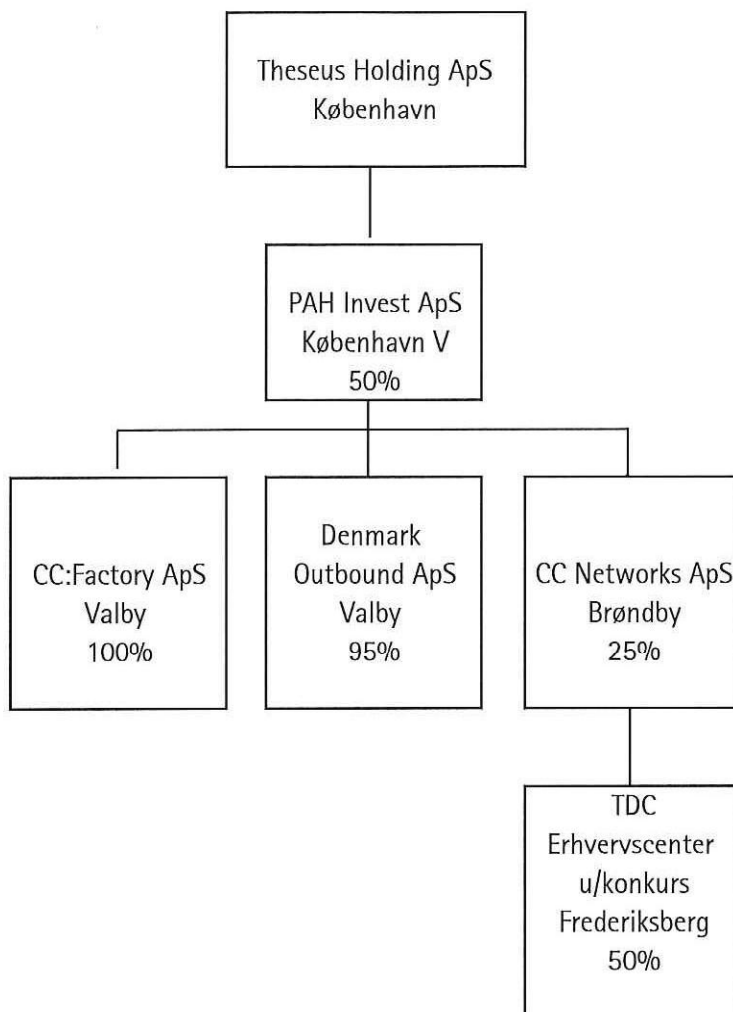 Theseus Holding ApS
København
PAH Invest ApS
København V
50%
CC:Factory ApS
Valby
100%
Denmark
Outbound ApS
Valby
95%
CC Networks ApS
Brøndby
25%
TDC
Erhvervscenter
u/konkurs
Frederiksberg
50%